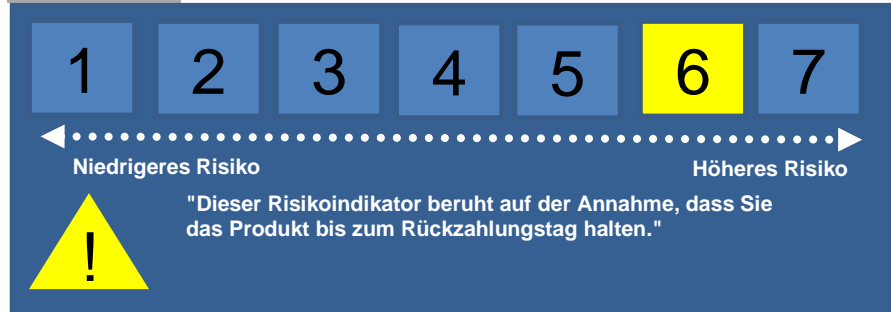 1 2 3 4 5 6 7
Niedrigeres Risiko Höheres Risiko
"Dieser Risikoindikator beruht auf der Annahme, dass Sie
das Produkt bis zum Rückzahlungstag halten."
!